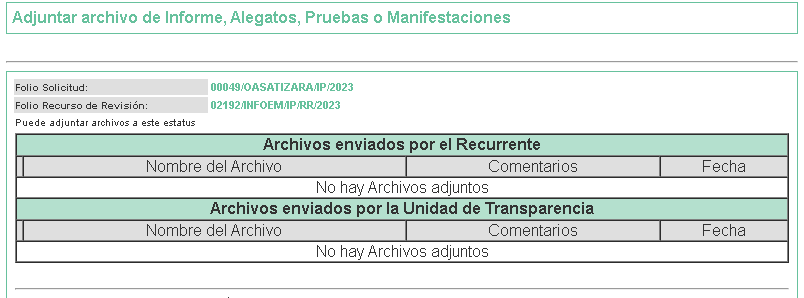 Adjuntar archivo de Informe, Alegatos, Pruebas o Manifestaciones
Folio Solicitud: 00049/OASATIZARA/IP/2023
Folio Recurso de Revisión: 02192/INFOEM/IP/RR/2023
Puede adjuntar archivos a este estatus
Archivos enviados por el Recurrente
Nombre del Archivo Comentarios Fecha
No hay Archivos adjuntos
Archivos enviados por la Unidad de Transparencia
Nombre del Archivo Comentarios Fecha
No hay Archivos adjuntos